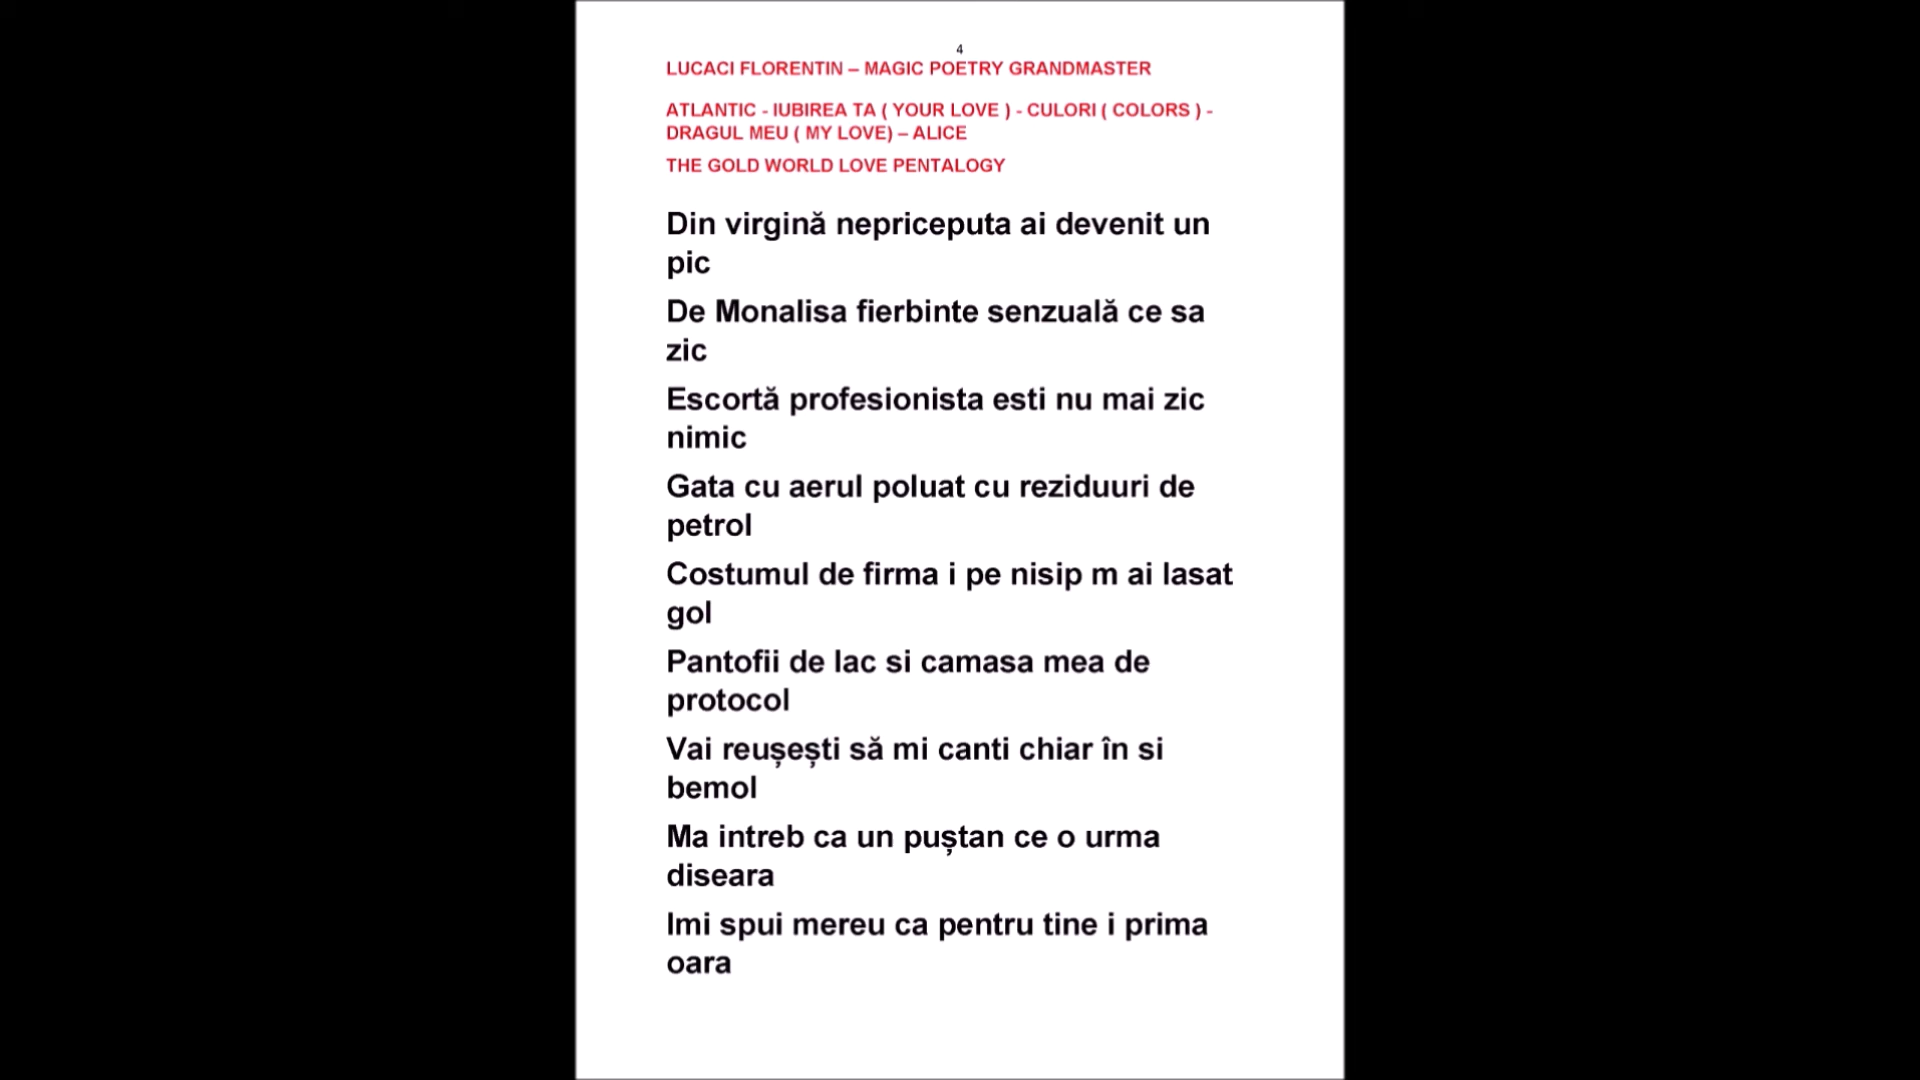 4
LUCACI FLORENTIN – MAGIC POETRY GRANDMASTER
ATLANTIC - IUBIREA TA ( YOUR LOVE ) - CULORI ( COLORS ) -
DRAGUL MEU ( MY LOVE) – ALICE
THE GOLD WORLD LOVE PENTALOGY
Din virgină nepriceputa ai devenit un
pic
De Monalisa fierbinte senzuală ce sa
zic
Escortă profesionista esti nu mai zic
nimic
Gata cu aerul poluat cu reziduuri de
petrol
Costumul de firma i pe nisip m ai lasat
gol
Pantofii de lac si camasa mea de
protocol
Vai reușești să mi canti chiar în si
bemol
Ma intreb ca un puștan ce o urma
diseara
Imi spui mereu ca pentru tine i prima
oara